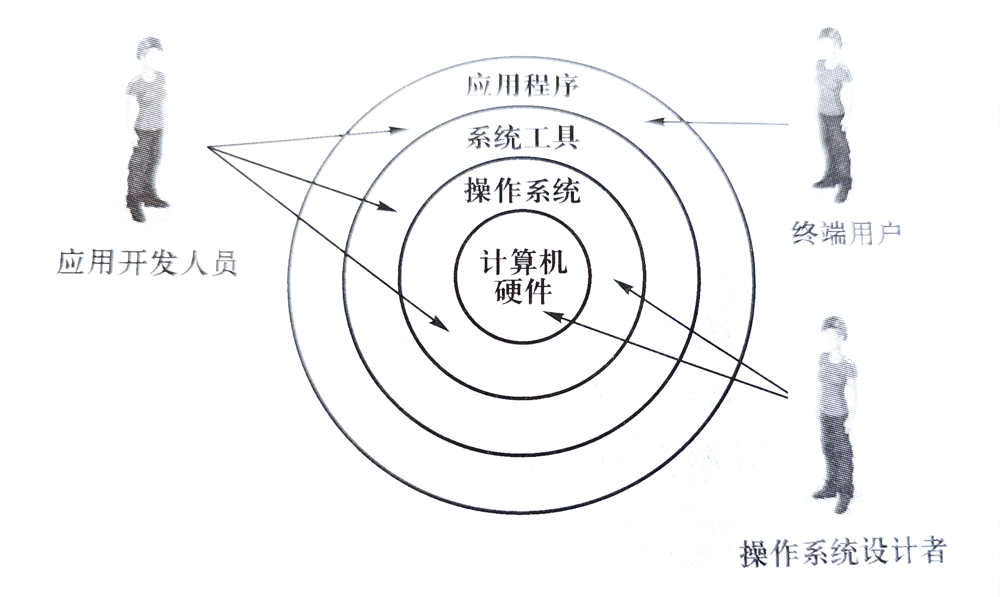 应用程序
系统工具
操作系统
计算机
硬件
应用开发人员
终端用户
操作系统设计者